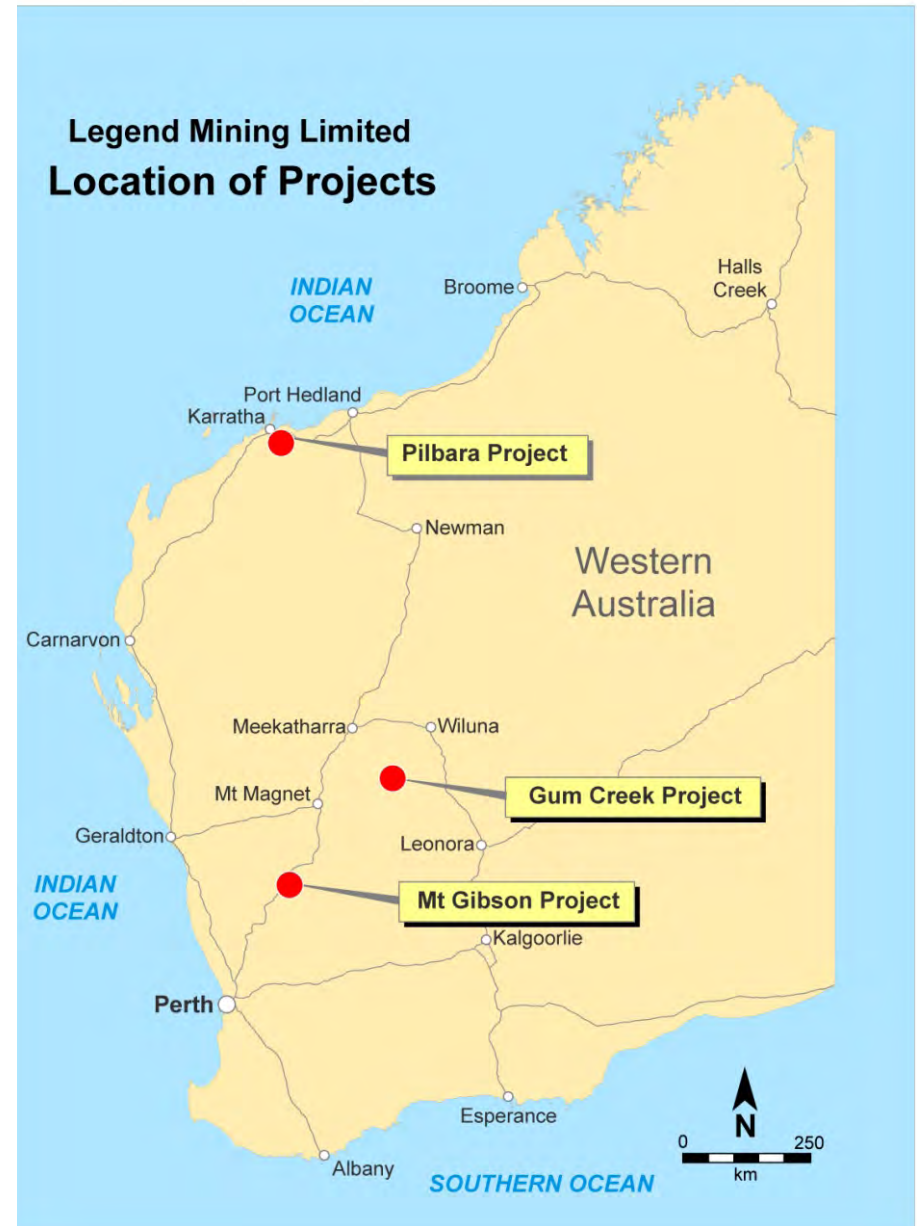 Legend Mining Limited
Location of Projects
INDIAN
OCEAN
Broome
Halls
Creek
Port Hedland
Karratha
Pilbara Project
Newman
Western
Australia
Carnarvon
Meekatharra
Wiluna
Mt Magnet
Gum Creek Project
Geraldton
Leonora
INDIAN
OCEAN
Mt Gibson Project
Kalgoorlie
Perth
N
0 250
km
Esperance
Albany
SOUTHERN OCEAN